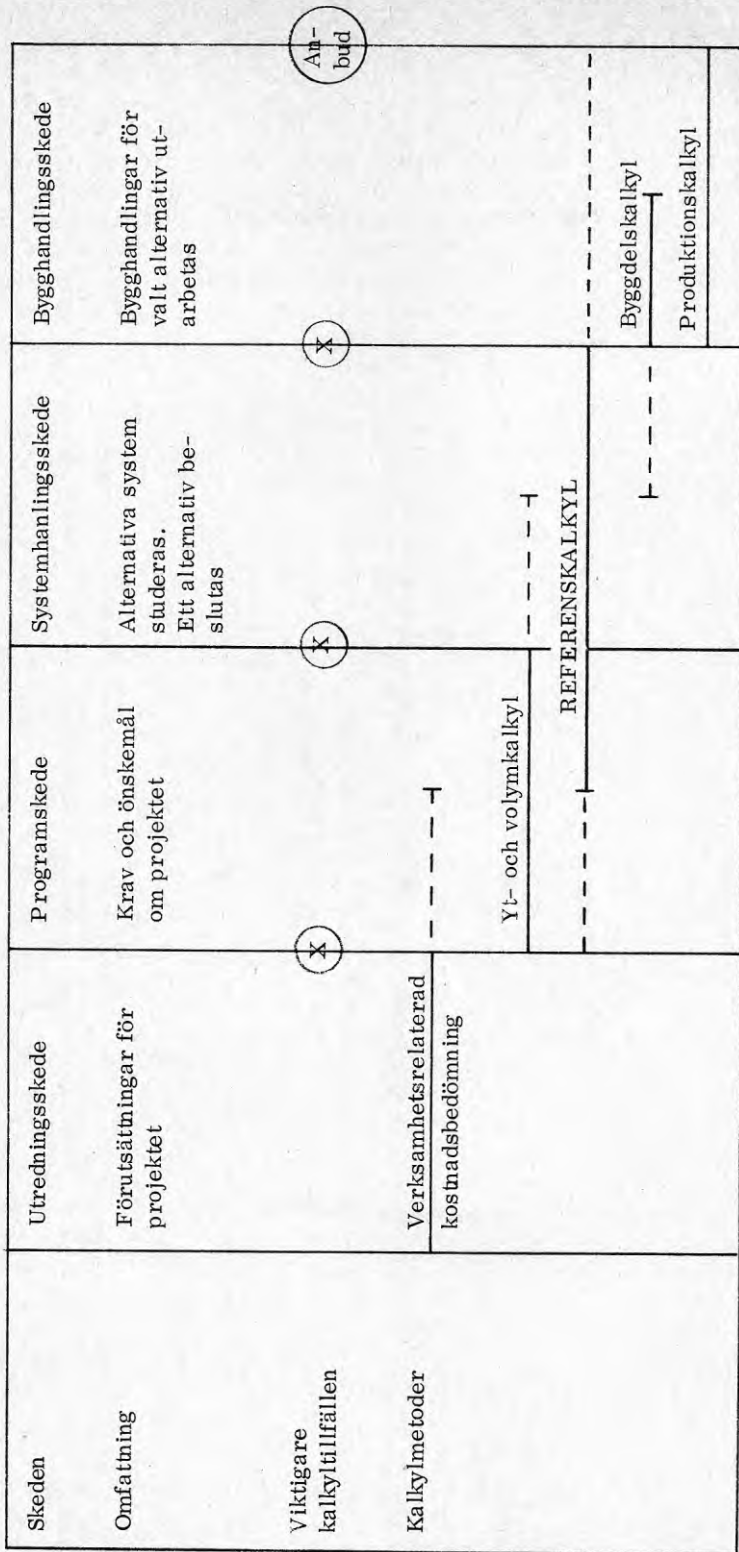 Skeden
Utredningsskede
Programskede
Systemhanlingsskede
Bygghandlingsskede
Omfattning
Förutsättningar för
projektet
Krav och önskemål
om projektet
Alternativa system
studeras.
Ett alternativ be-
slutas
Bygghandlingar för
valt alternativ ut-
arbetas
Viktigare
kalkyltillfällen
X
X
X
An-
bud
Kalkylmetoder
Verksamhetsrelaterad
kostnadsbedömning
Yt- och volymkalkyl
REFERENSKALKYL
Byggdelskalkyl
Produktionskalkyl